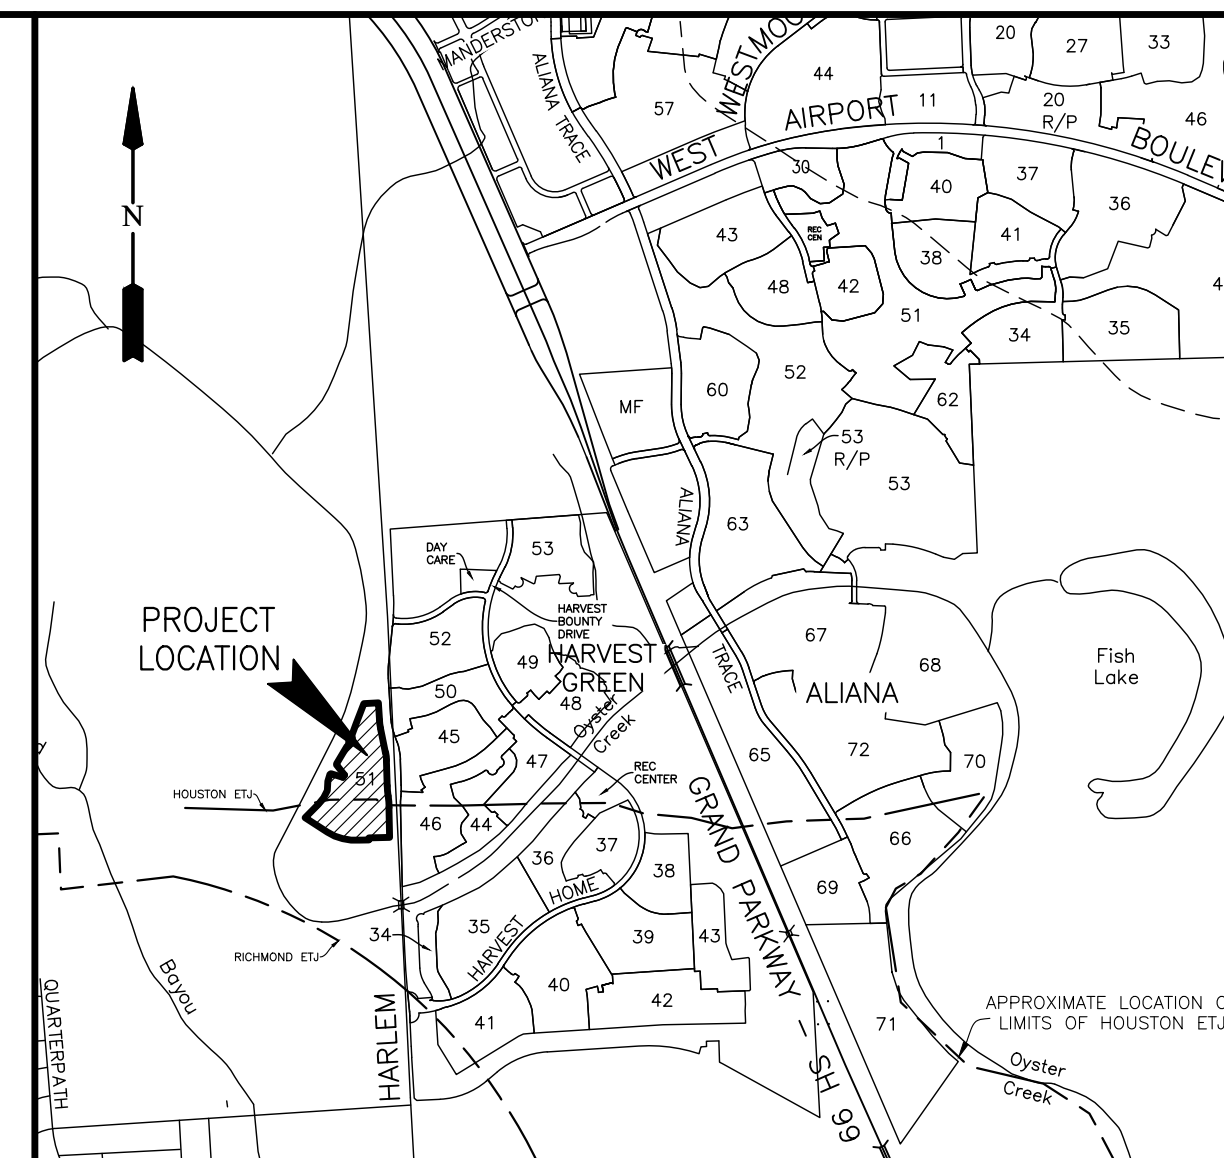 MANDERSTO
ALIANA TRACE
WESTMOO
20
27
33
44
57
11
20
R/P
46
WEST
AIRPORT
BOULEV
1
30
40
37
36
43
REC
CEN
38
41
48
42
51
34
35
4
N
MF
60
52
62
53
R/P
53
ALIANA
63
DAY
CARE
53
HARVEST
BOUNTY
DRIVE
PROJECT
LOCATION
52
49
HARVEST
GREEN
50
48
Oyster
Creek
TRACE
67
68
ALIANA
Fish
Lake
45
47
51
REC
CENTER
65
72
70
HOUSTON ETJ
46
44
GRAND PARKWAY - SH 99
36
37
38
66
69
HOME
34
35
HARVEST
39
43
RICHMOND ETJ
Bayou
QUARTERPATH
40
42
41
HARLEM
71
APPROXIMATE LOCATION O
LIMITS OF HOUSTON ETJ
Oyster
Creek